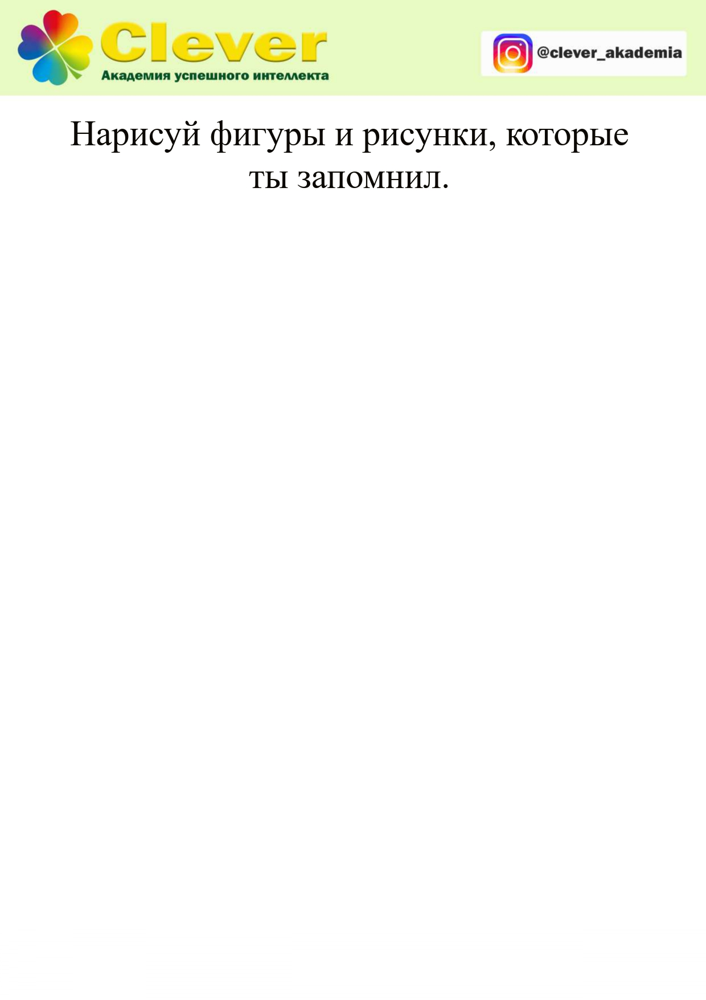 Clever
Академия успешного интеллекта
@clever_akademia
Нарисуй фигуры и рисунки, которые
ты запомнил.